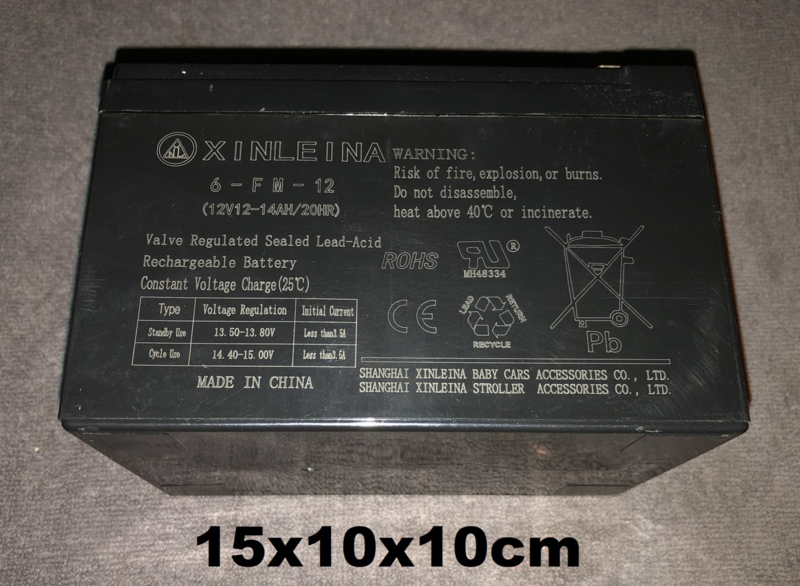 XINLEINA
6-FM-12
(12V12-14AH/20HR)
WARNING:
Risk of fire,explosion,or burns.
Do not disassemble,
heat above 40℃ or incinerate.
Valve Regulated Sealed Lead-Acid
Rechargeable Battery
Constant Voltage Charge(25℃)
Type Voltage Regulation Initial Current
Standby Use 13.50-13.80V Less than3.5A
Cycle Use 14.40-15.00V Less than3.5A
MADE IN CHINA
ROHS
RU®
MH48334
CE
LEAD RETURN
RECYCLE
Pb
SHANGHAI XINLEINA BABY CARS ACCESSORIES CO., LTD.
SHANGHAI XINLEINA STROLLER ACCESSORIES CO., LTD.
15x10x10cm